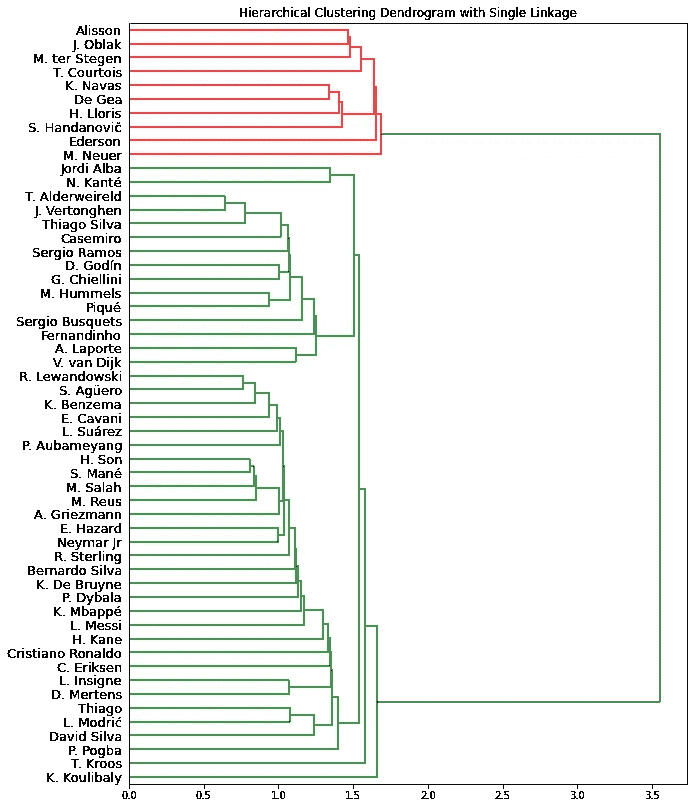 Hierarchical Clustering Dendrogram with Single Linkage
Alisson
J. Oblak
M. ter Stegen
T. Courtois
K. Navas
De Gea
H. Lloris
S. Handanovič
Ederson
M. Neuer
Jordi Alba
N. Kanté
T. Alderweireld
J. Vertonghen
Thiago Silva
Casemiro
Sergio Ramos
D. Godín
G. Chiellini
M. Hummels
Piqué
Sergio Busquets
Fernandinho
A. Laporte
V. van Dijk
R. Lewandowski
S. Agüero
K. Benzema
E. Cavani
L. Suárez
P. Aubameyang
H. Son
S. Mané
M. Salah
M. Reus
A. Griezmann
E. Hazard
Neymar Jr
R. Sterling
Bernardo Silva
K. De Bruyne
P. Dybala
K. Mbappé
L. Messi
H. Kane
Cristiano Ronaldo
C. Eriksen
L. Insigne
D. Mertens
Thiago
L. Modrić
David Silva
P. Pogba
T. Kroos
K. Koulibaly
0.0 0.5 1.0 1.5 2.0 2.5 3.0 3.5